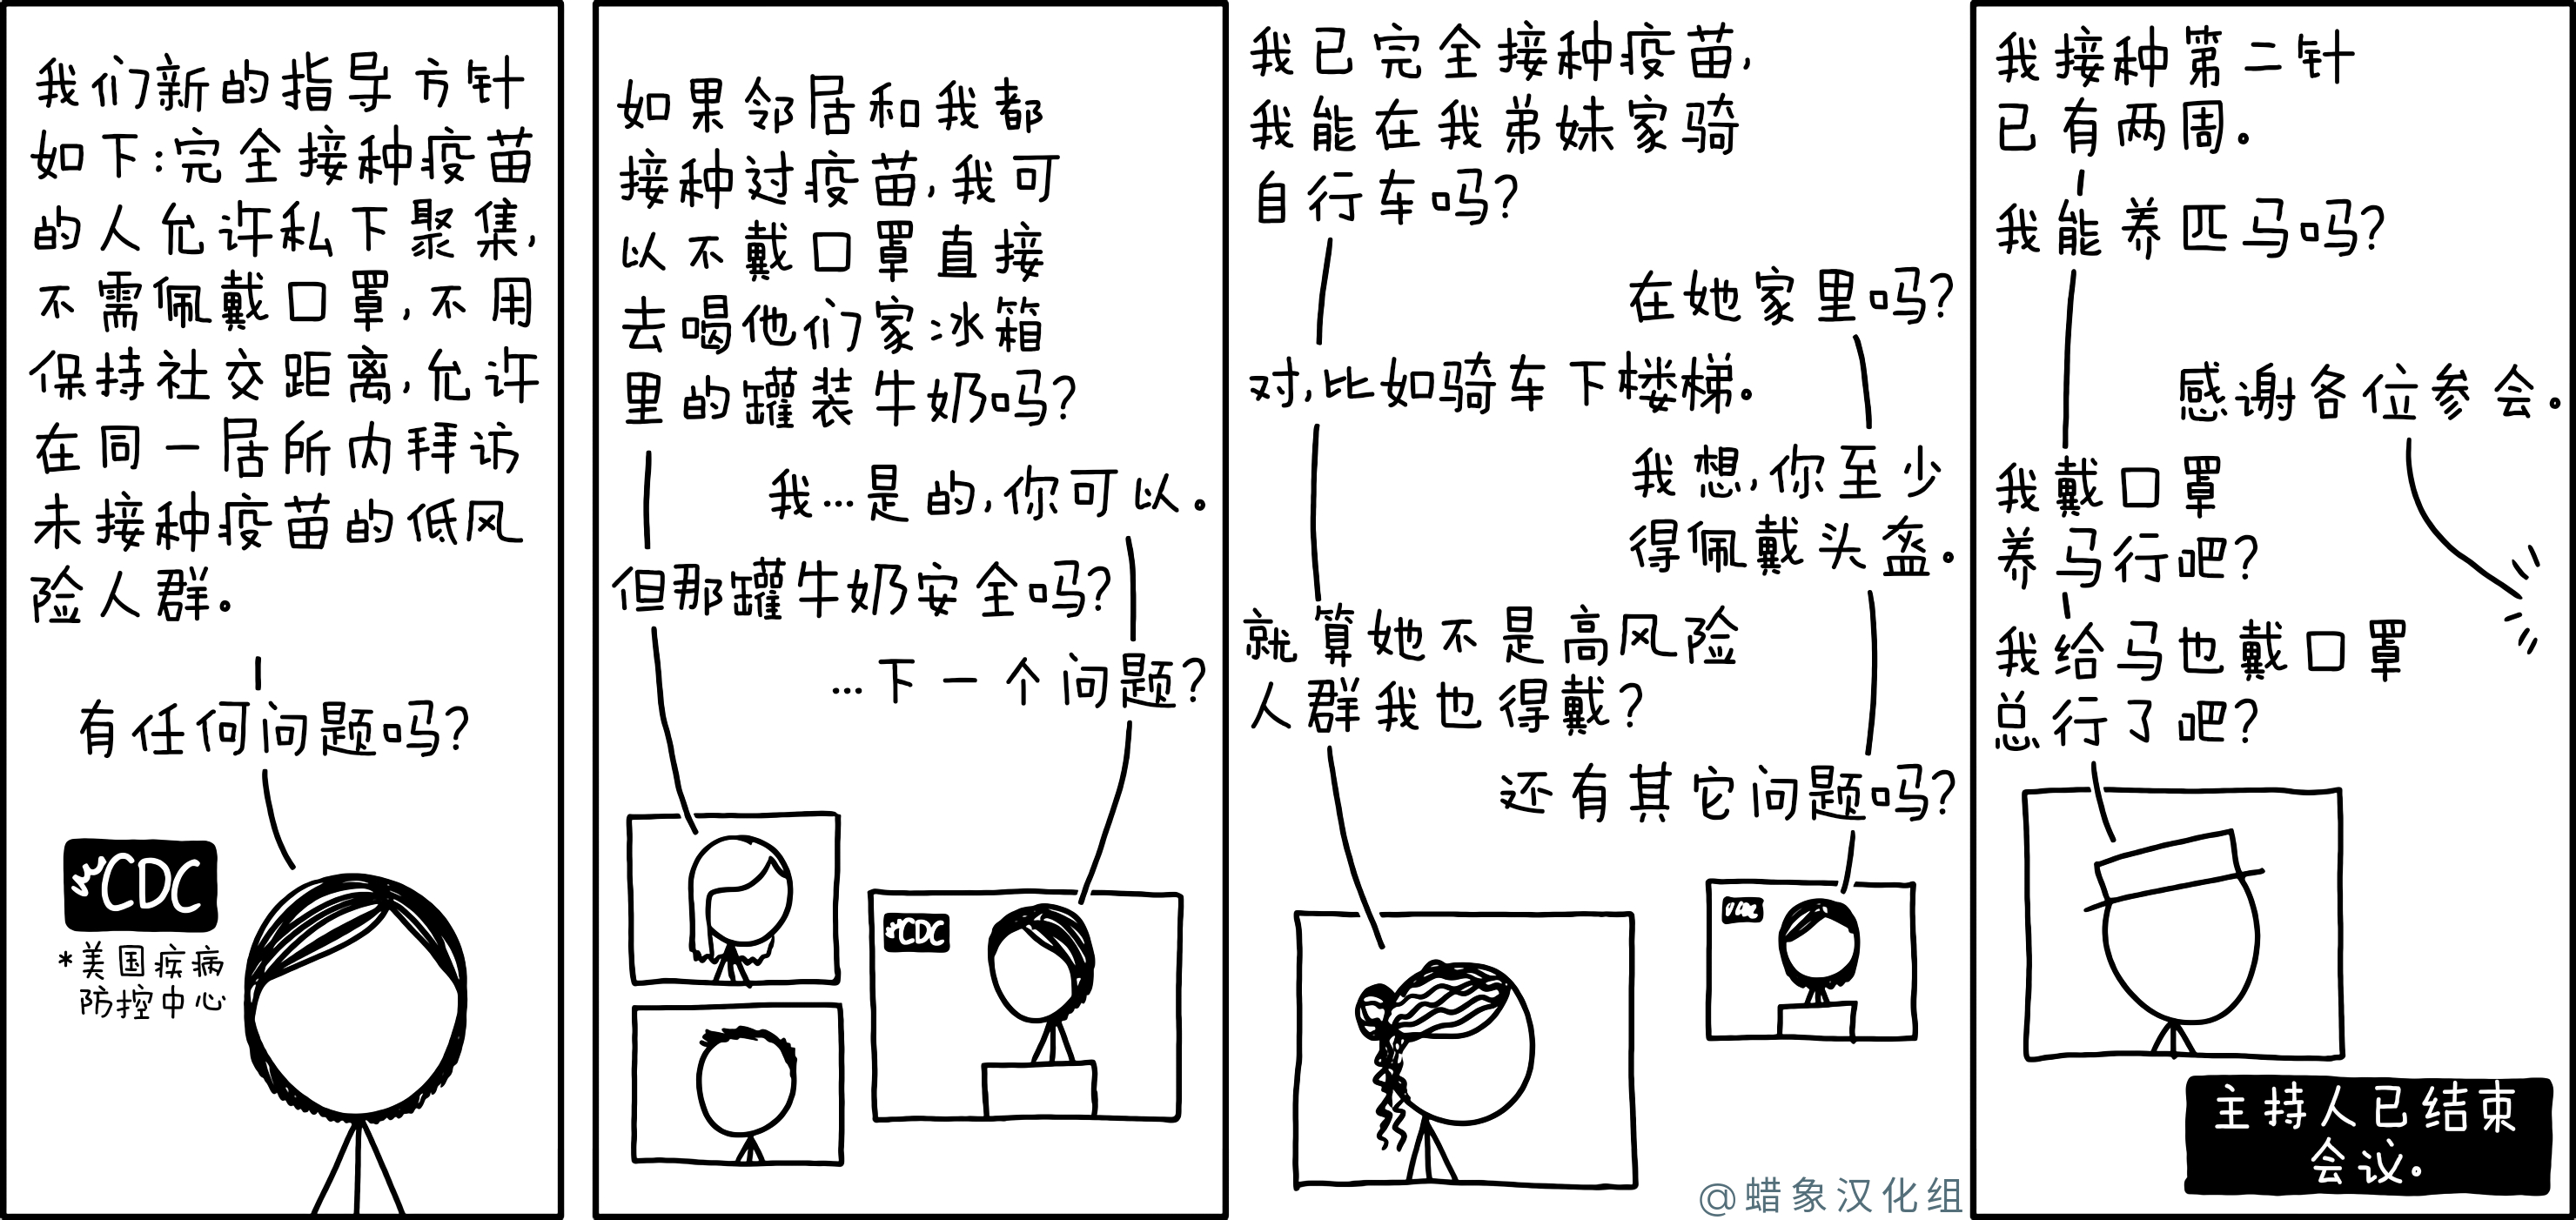 我们新的指导方针
如下:完全接种疫苗
的人允许私下聚集,
不需佩戴口罩,不用
保持社交距离,允许
在同一居所内拜访
未接种疫苗的低风
险人群。
有任何问题吗?
CDC
*美国疾病
防控中心
如果邻居和我都
接种过疫苗,我可
以不戴口罩直接
去喝他们家冰箱
里的罐装牛奶吗?
我...是的,你可以。
但那罐牛奶安全吗?
...下一个问题?
CDC
我已完全接种疫苗,
我能在我弟妹家骑
自行车吗?
在她家里吗?
对,比如骑车下楼梯。
我想,你至少
得佩戴头盔。
就算她不是高风险
人群我也得戴?
还有其它问题吗?
CDC
@蜡象汉化组
我接种第二针
已有两周。
我能养匹马吗?
感谢各位参会。
我戴口罩
养马行吧?
我给马也戴口罩
总行了吧?
主持人已结束
会议。